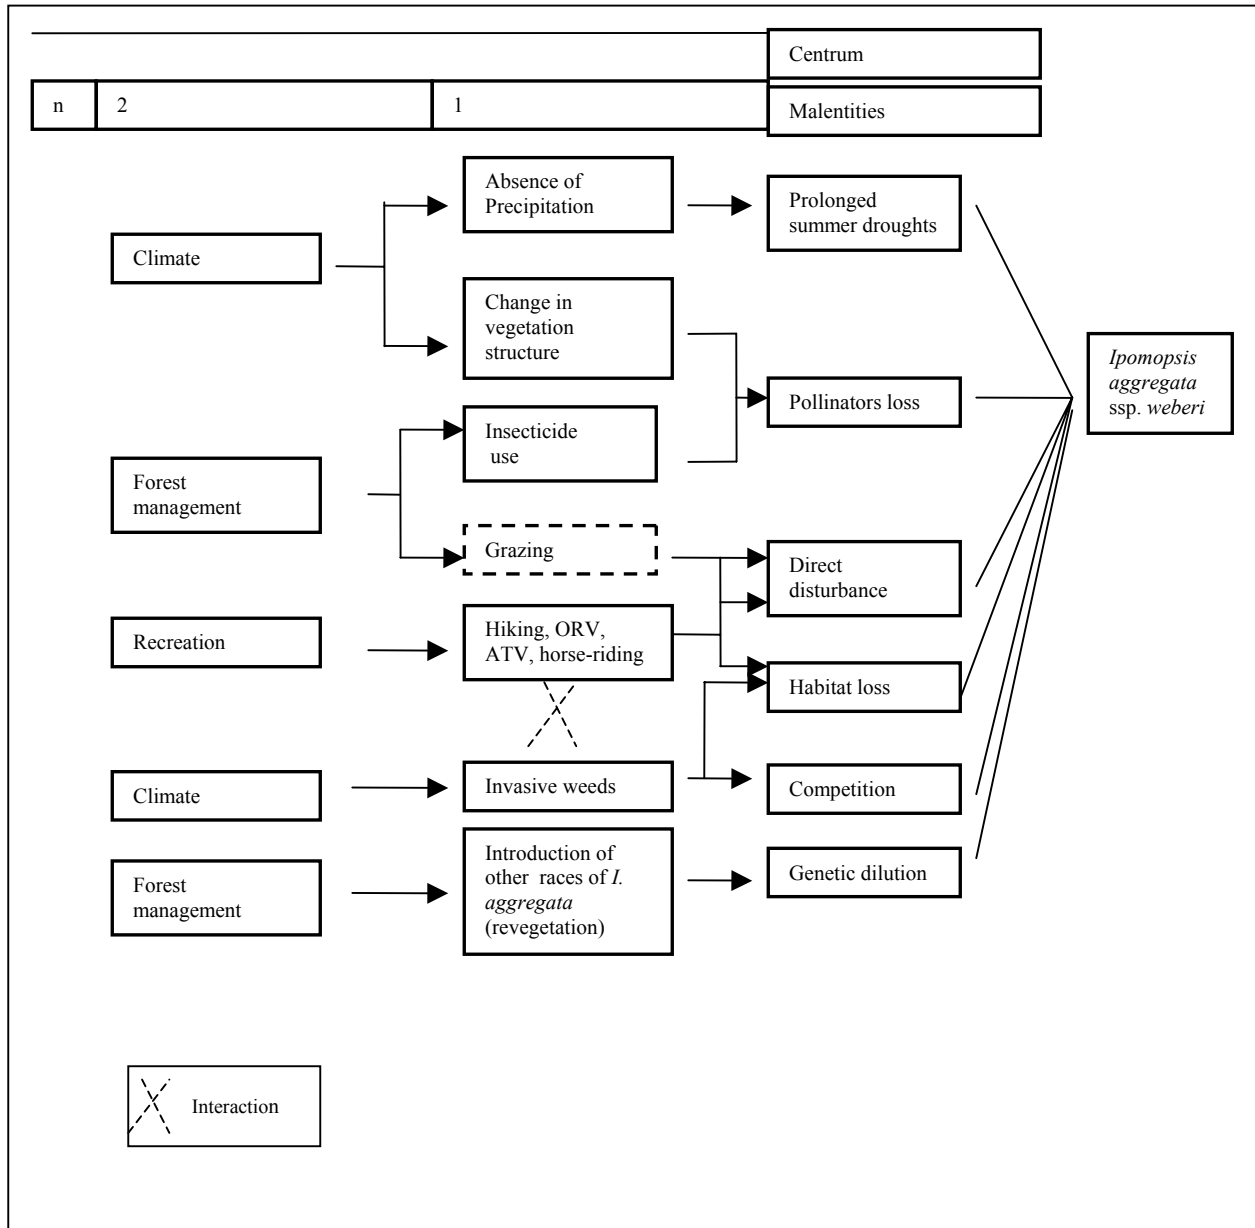 Centrum
n
2
1
Malentities
Absence of
Precipitation
Prolonged
summer droughts
Climate
Change in
vegetation
structure
Ipomopsis
aggregata
ssp. weberi
Pollinators loss
Insecticide
use
Forest
management
Grazing
Direct
disturbance
Recreation
Hiking, ORV,
ATV, horse-riding
Habitat loss
Climate
Invasive weeds
Competition
Forest
management
Introduction of
other races of I.
aggregata
(revegetation)
Genetic dilution
Interaction